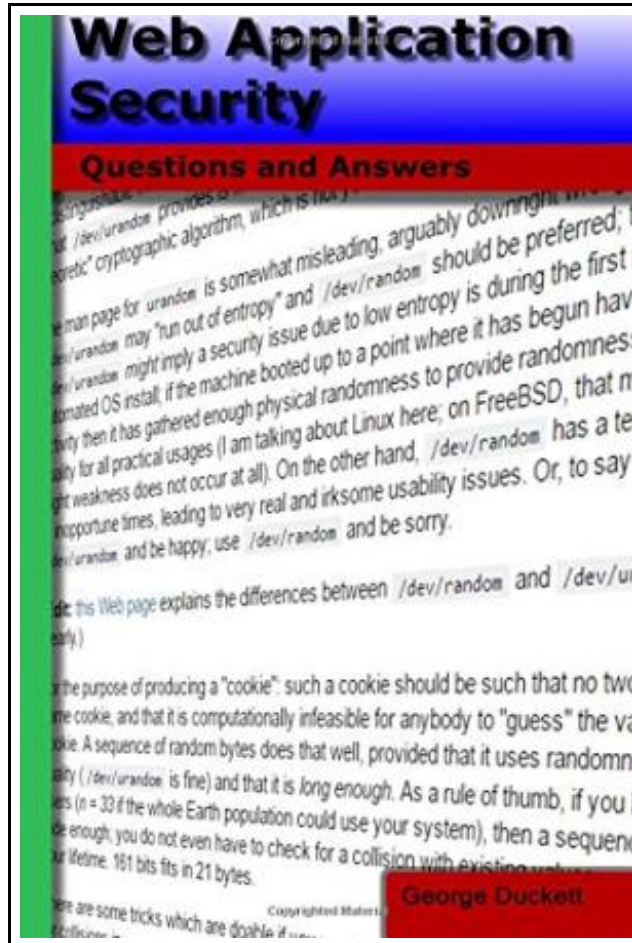 Web Application
Copyrighted Material
Security
Questions and Answers
/dev/urandom provides is
cryptographic algorithm, which is not
man page for urandom is somewhat misleading, arguably downright
may "run out of entropy" and /dev/random should be preferred;
/dev/urandom might imply a security issue due to low entropy is during the first
OS install; if the machine booted up to a point where it has begun
then it has gathered enough physical randomness to provide randomness
for all practical usages (I am talking about Linux here; on FreeBSD, that
weakness does not occur at all). On the other hand, /dev/random has a
inopportune times, leading to very real and irksome usability issues. Or, to say
/dev/urandom and be happy; use /dev/random and be sorry.
this Web page explains the differences between /dev/random and
the purpose of producing a "cookie": such a cookie should be such that no two
cookie, and that it is computationally infeasible for anybody to "guess" the
A sequence of random bytes does that well, provided that it uses
( /dev/urandom is fine) and that it is long enough. As a rule of thumb, if you
(n = 33 if the whole Earth population could use your system), then a
enough, you do not even have to check for a collision with existing
lifetime. 161 bits fits in 21 bytes.
George Duckett
Copyrighted
are some tricks which are doable if